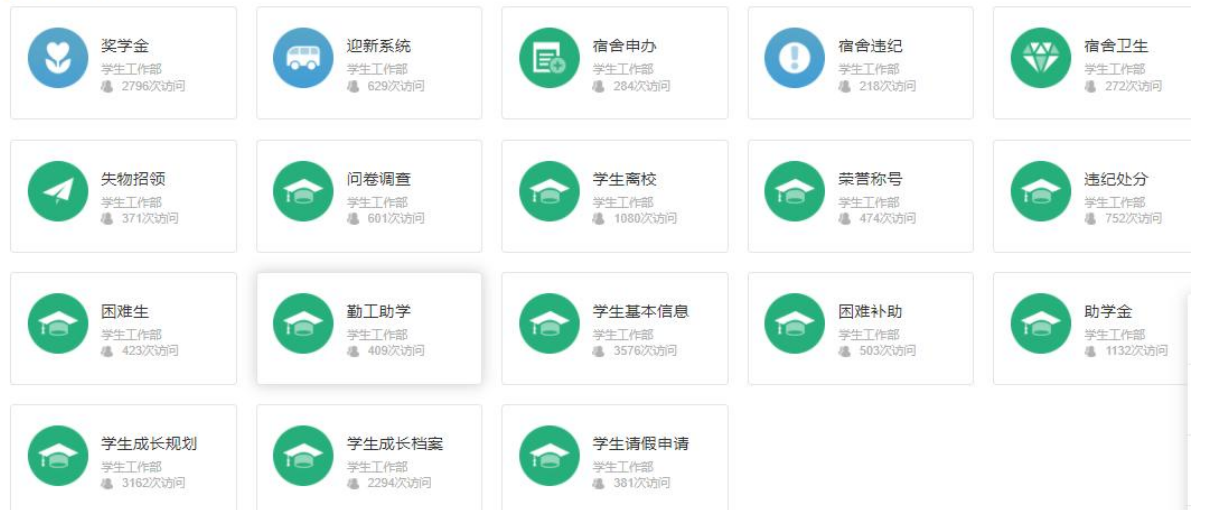 奖学金
学生工作部
2796次访问
迎新系统
学生工作部
629次访问
宿舍申办
学生工作部
284次访问
宿舍违纪
学生工作部
218次访问
宿舍卫生
学生工作部
272次访问
失物招领
学生工作部
371次访问
问卷调查
学生工作部
601次访问
学生离校
学生工作部
1080次访问
荣誉称号
学生工作部
474次访问
违纪处分
学生工作部
752次访问
困难生
学生工作部
423次访问
勤工助学
学生工作部
409次访问
学生基本信息
学生工作部
3576次访问
困难补助
学生工作部
503次访问
助学金
学生工作部
1132次访问
学生成长规划
学生工作部
3162次访问
学生成长档案
学生工作部
2294次访问
学生请假申请
学生工作部
381次访问